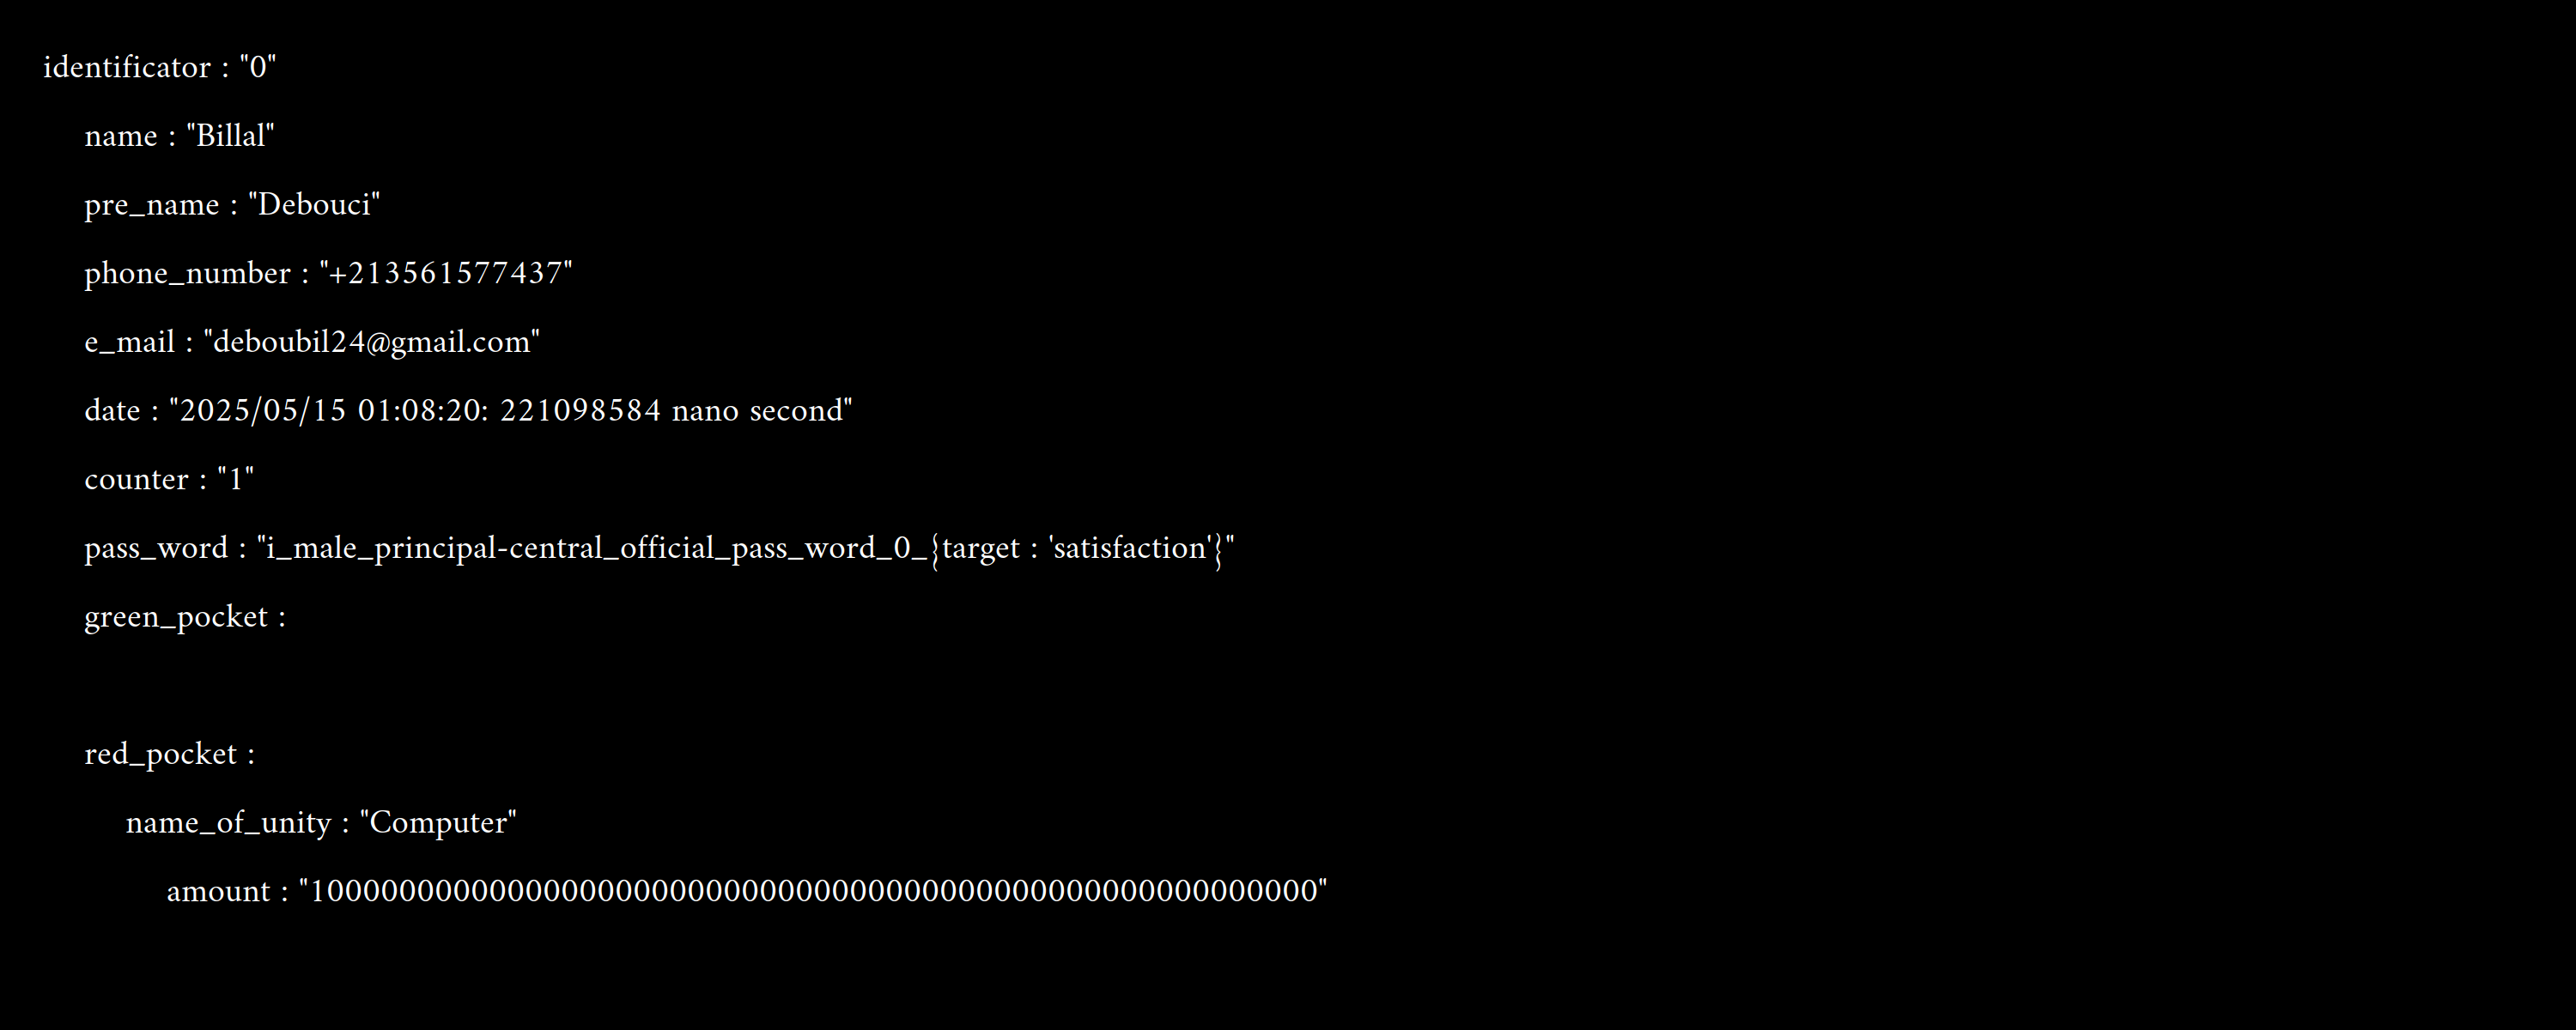 identificator : "0"
name : "Billal"
pre_name : "Debouci"
phone_number : "+213561577437"
e_mail : "deboubil24@gmail.com"
date : "2025/05/15 01:08:20: 221098584 nano second"
counter : "1"
pass_word : "i_male_principal-central_official_pass_word_0_{target : 'satisfaction'}"
green_pocket :
red_pocket :
name_of_unity : "Computer"
amount : "10000000000000000000000000000000000000000000000000000000"